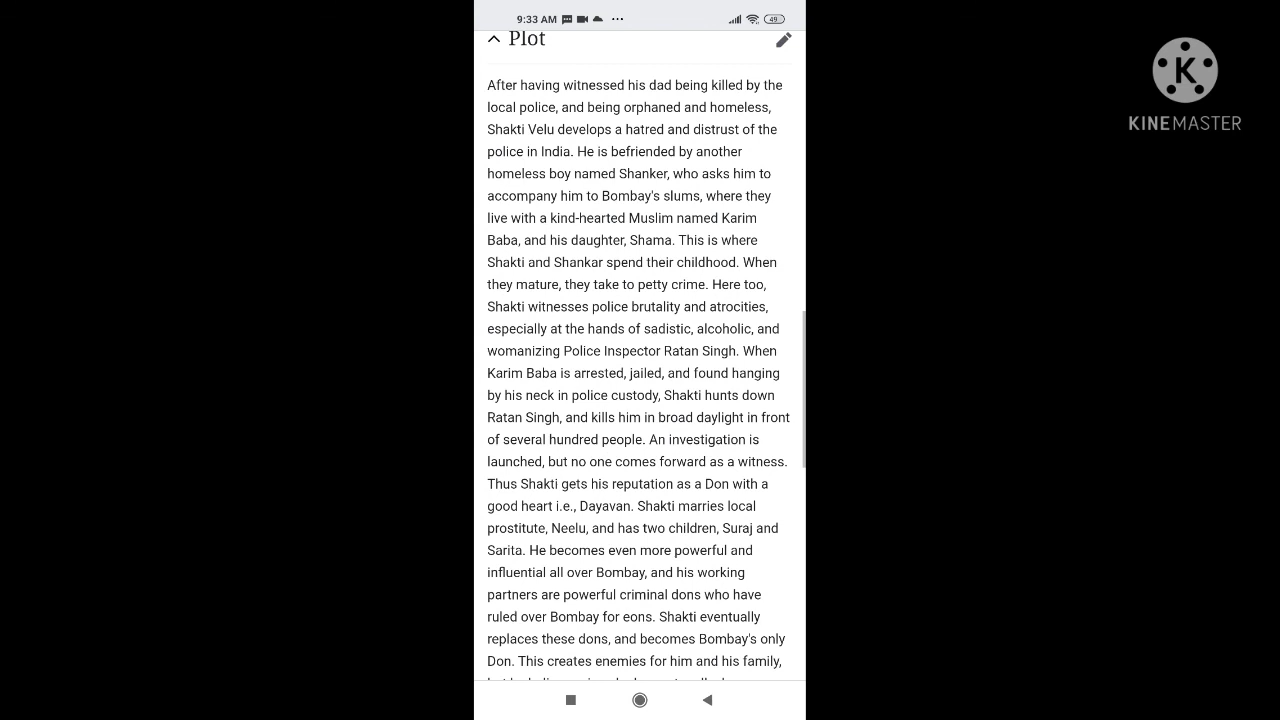 9:33 AM
49
Plot
After having witnessed his dad being killed by the
local police, and being orphaned and homeless,
Shakti Velu develops a hatred and distrust of the
police in India. He is befriended by another
homeless boy named Shanker, who asks him to
accompany him to Bombay's slums, where they
live with a kind-hearted Muslim named Karim
Baba, and his daughter, Shama. This is where
Shakti and Shankar spend their childhood. When
they mature, they take to petty crime. Here too,
Shakti witnesses police brutality and atrocities,
especially at the hands of sadistic, alcoholic, and
womanizing Police Inspector Ratan Singh. When
Karim Baba is arrested, jailed, and found hanging
by his neck in police custody, Shakti hunts down
Ratan Singh, and kills him in broad daylight in front
of several hundred people. An investigation is
launched, but no one comes forward as a witness.
Thus Shakti gets his reputation as a Don with a
good heart i.e., Dayavan. Shakti marries local
prostitute, Neelu, and has two children, Suraj and
Sarita. He becomes even more powerful and
influential all over Bombay, and his working
partners are powerful criminal dons who have
ruled over Bombay for eons. Shakti eventually
replaces these dons, and becomes Bombay's only
Don. This creates enemies for him and his family,
K
KINEMASTER